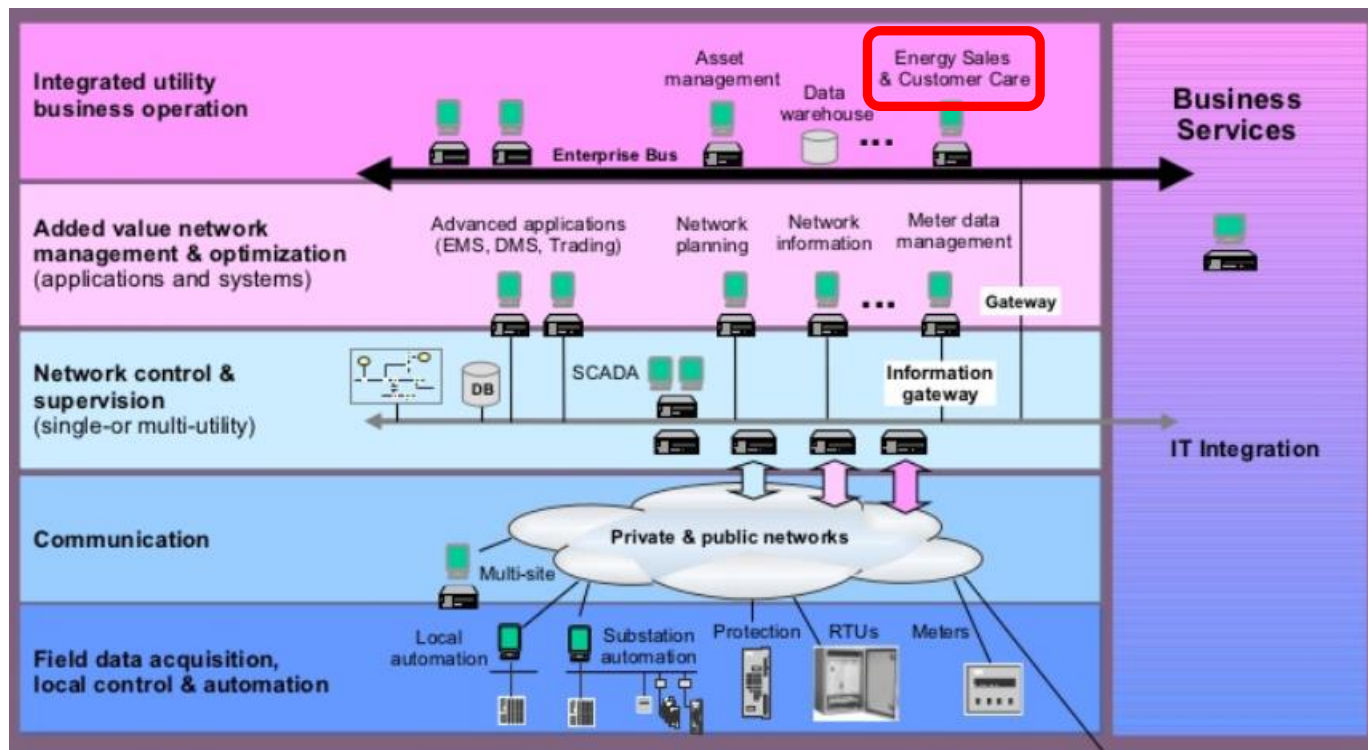 Integrated utility
business operation
Asset
management
Data
warehouse
Energy Sales
& Customer Care
...
Enterprise Bus
Business
Services
Added value network
management & optimization
(applications and systems)
Advanced applications
(EMS, DMS, Trading)
Network
planning
Network
information
...
Meter data
management
Gateway
Network control &
supervision
(single-or multi-utility)
DB
SCADA
Information
gateway
IT Integration
Communication
Private & public networks
Multi-site
Field data acquisition,
local control & automation
Local
automation
Substation
automation
Protection
RTUs
Meters